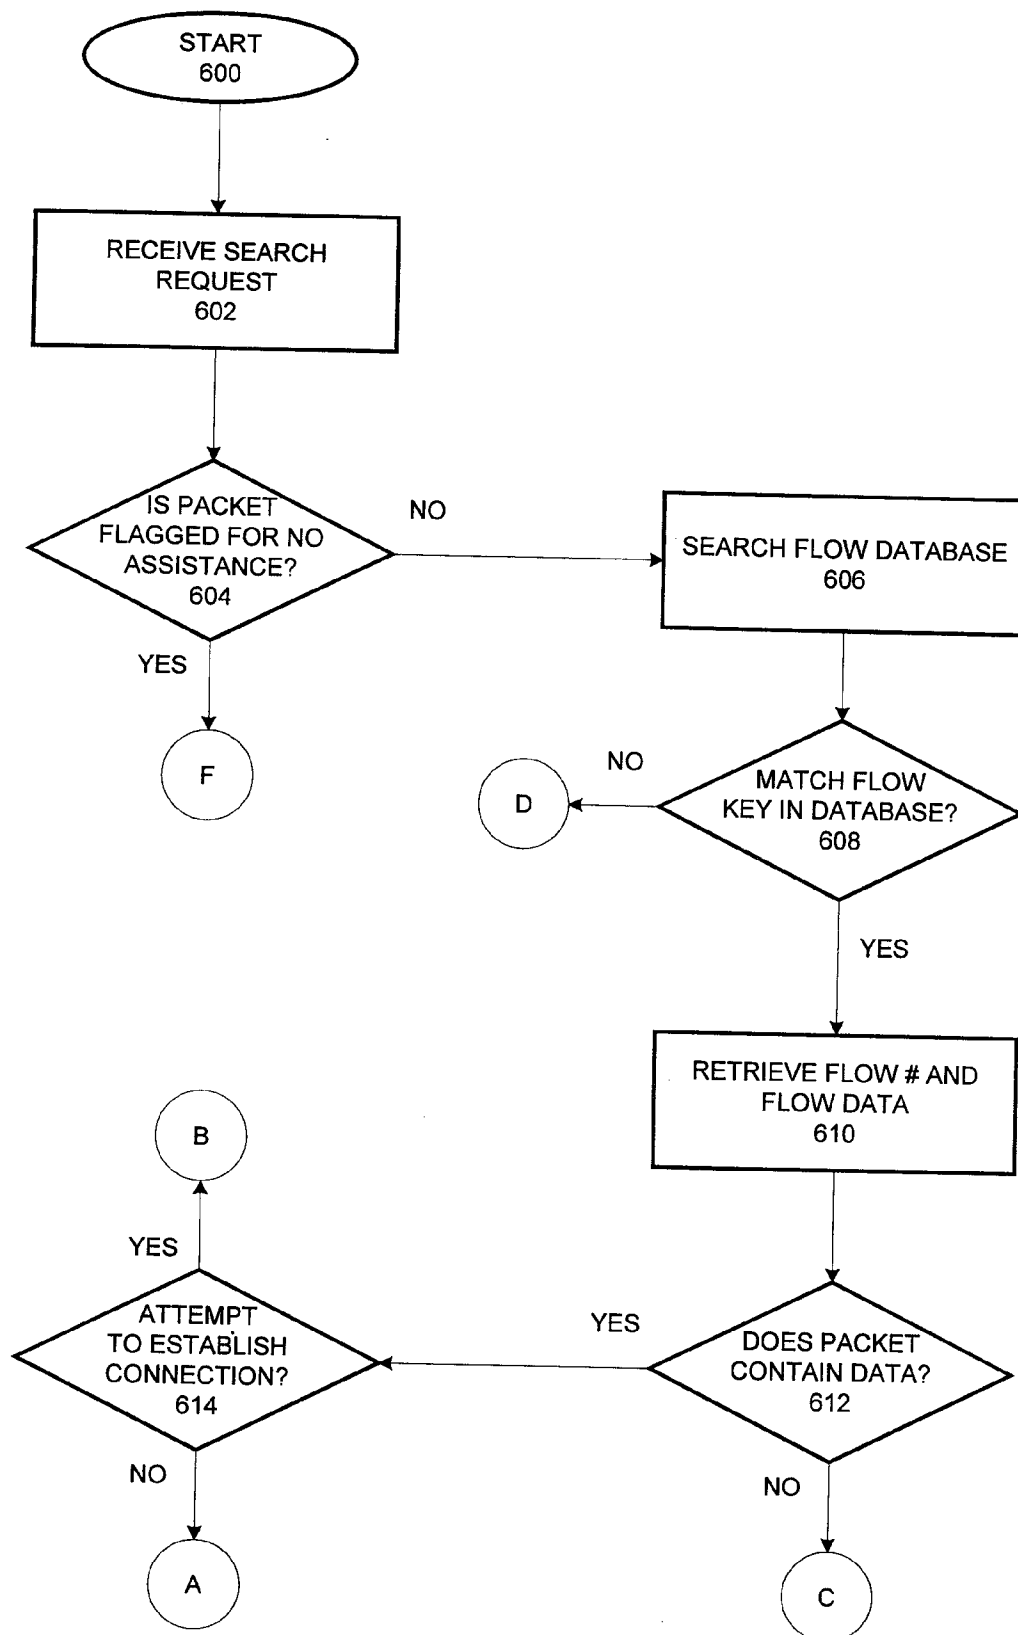 START
600
RECEIVE SEARCH
REQUEST
602
IS PACKET
FLAGGED FOR NO
ASSISTANCE?
604
NO
YES
F
SEARCH FLOW DATABASE
606
MATCH FLOW
KEY IN DATABASE?
608
NO
D
YES
RETRIEVE FLOW # AND
FLOW DATA
610
DOES PACKET
CONTAIN DATA?
612
YES
NO
C
ATTEMPT
TO ESTABLISH
CONNECTION?
614
YES
B
NO
A